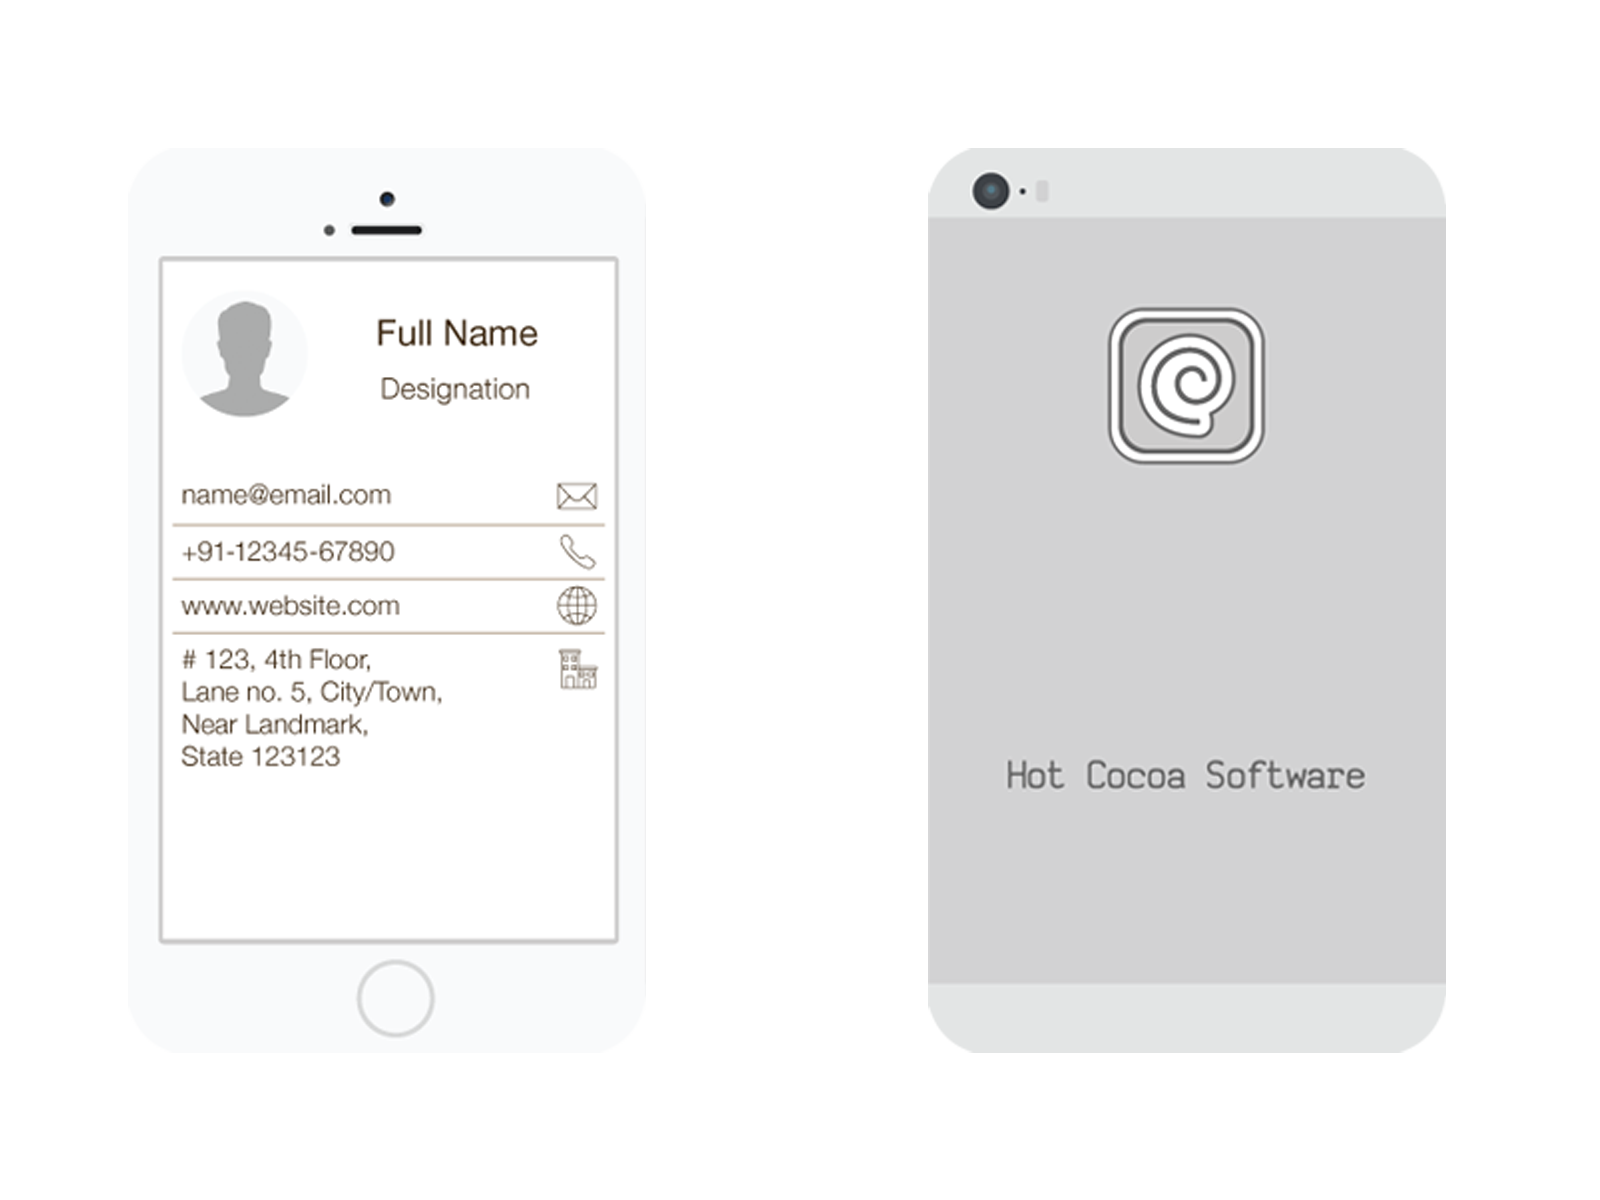 Full Name
Designation
name@email.com
+91-12345-67890
www.website.com
# 123, 4th Floor,
Lane no. 5, City/Town,
Near Landmark,
State 123123
Hot Cocoa Software